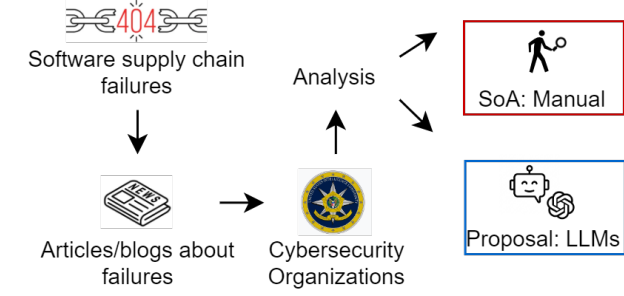 404
Software supply chain
failures
NEWS
Articles/blogs about
failures
Cybersecurity
Organizations
Analysis
SoA: Manual
Proposal: LLMs